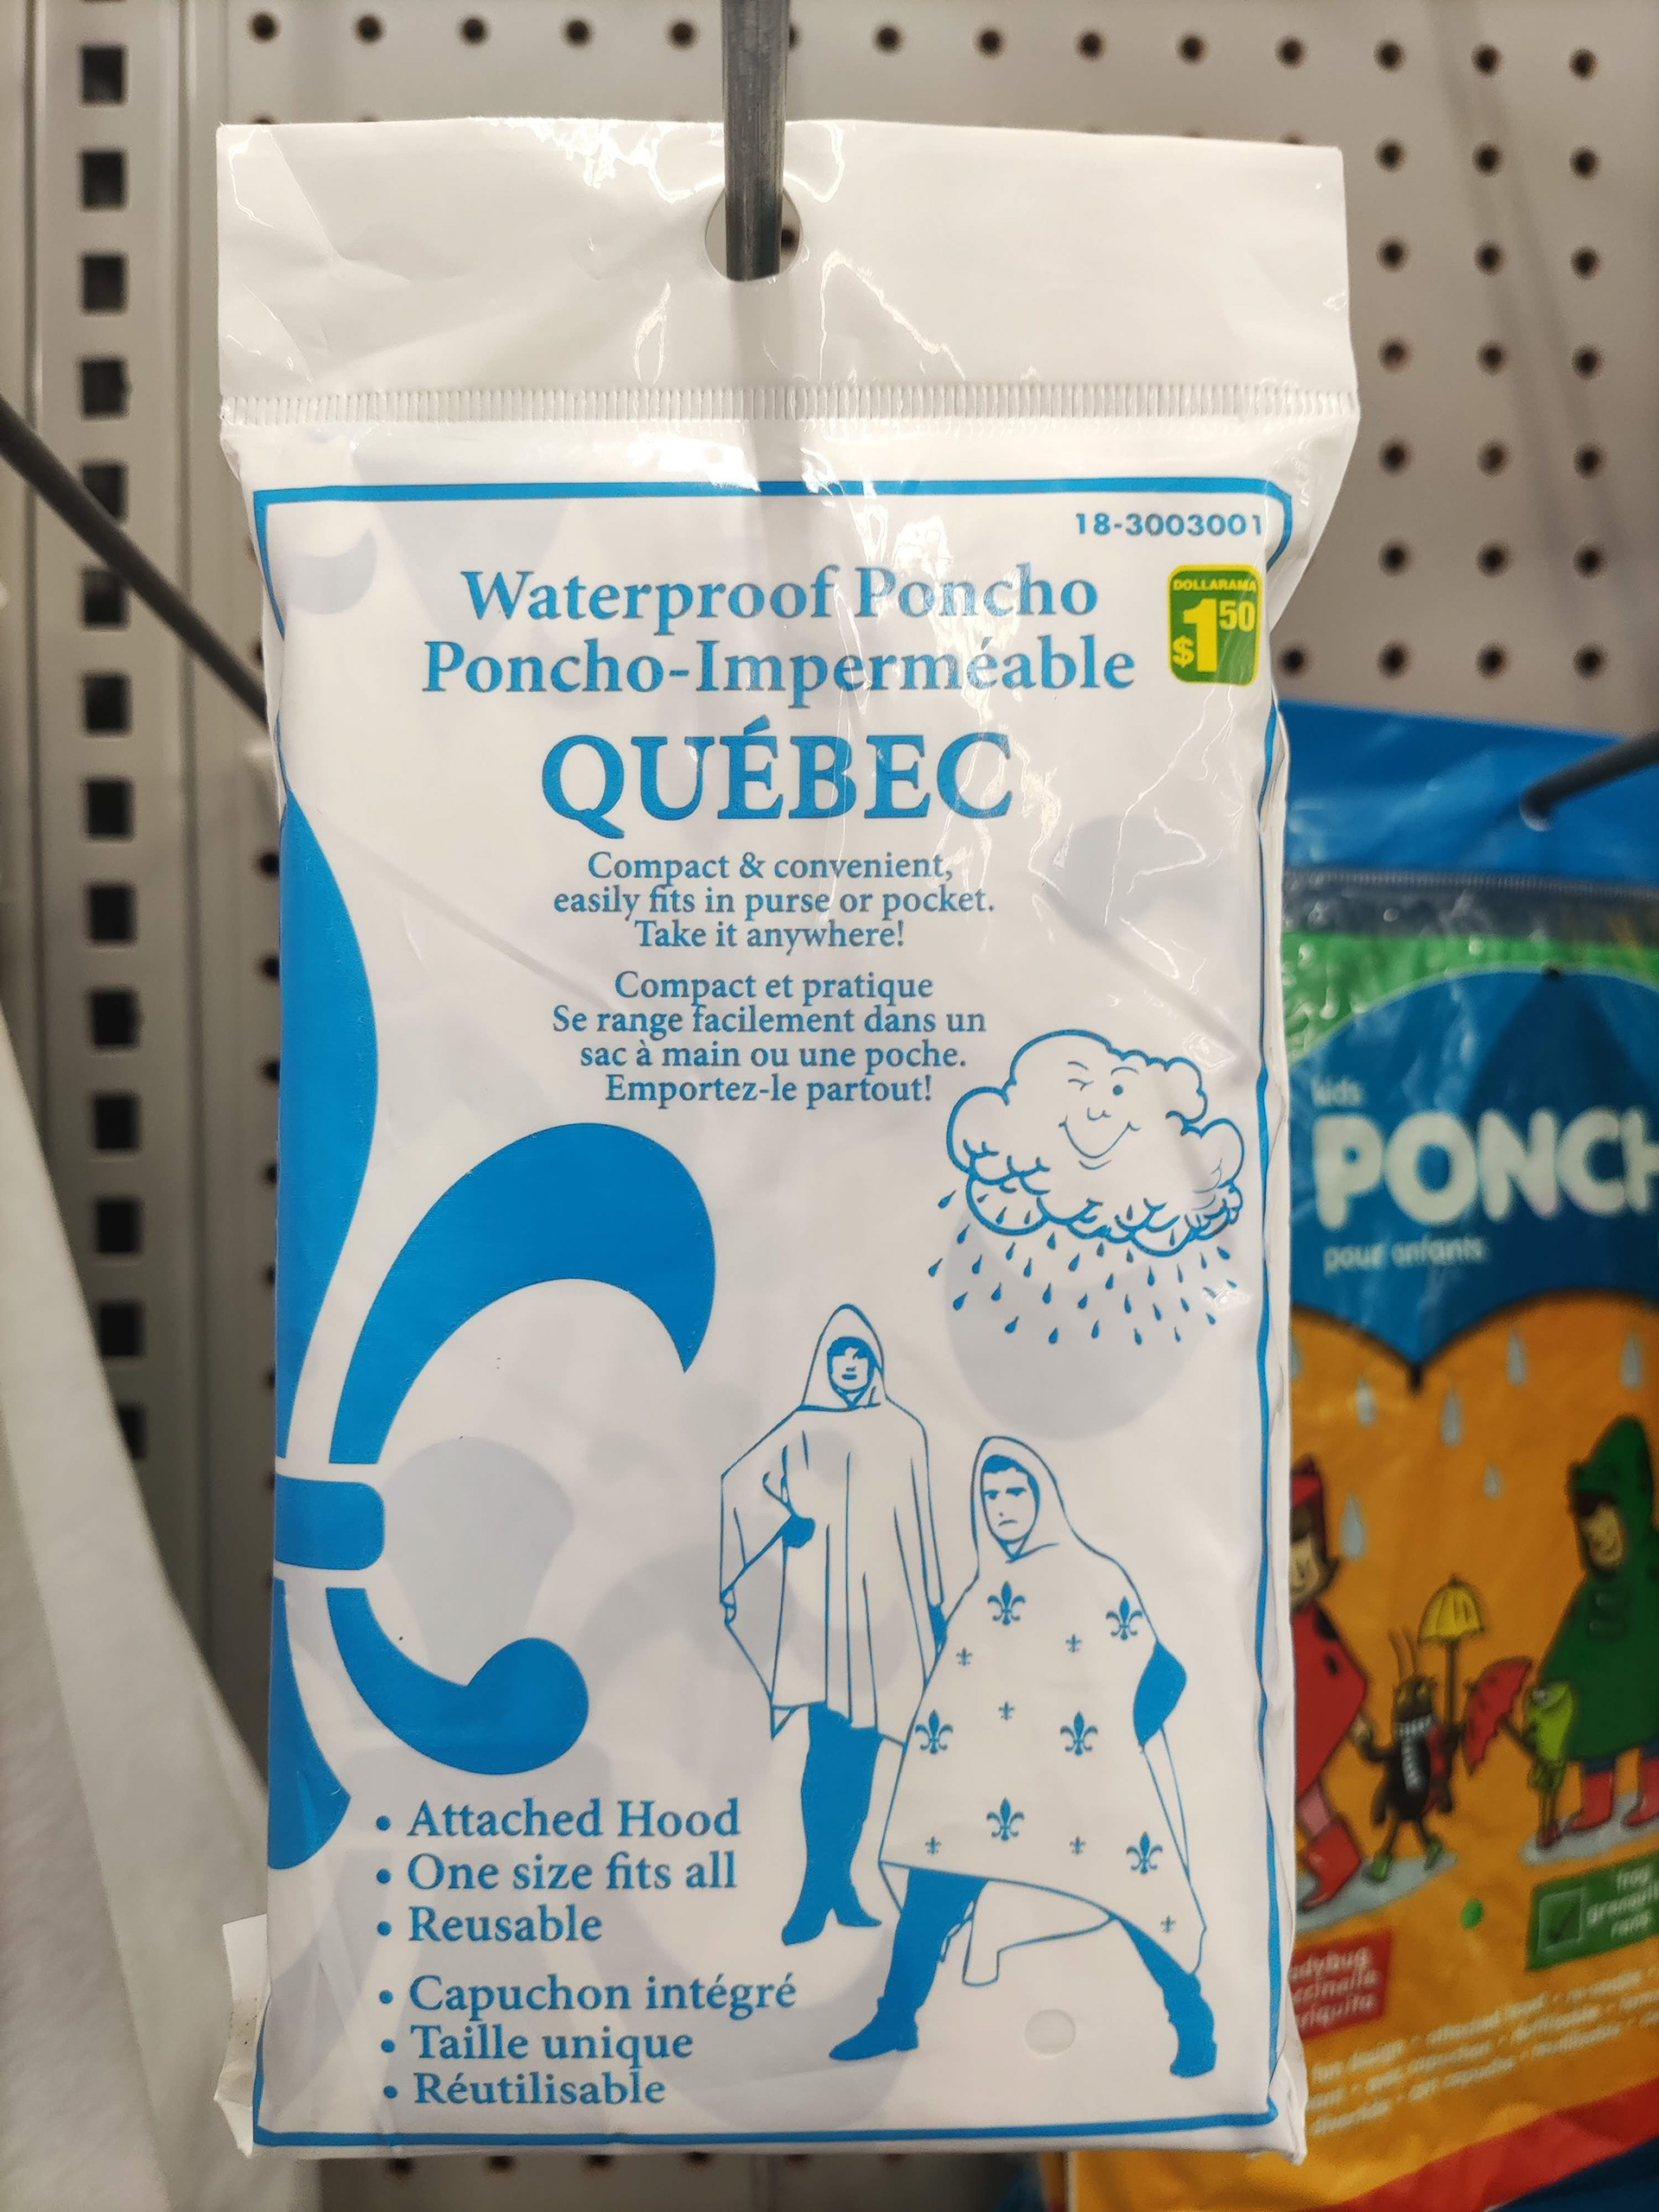 18-3003001
Waterproof Poncho
Poncho-Imperméable
DOLLARAMA
$1 50
QUÉBEC
Compact & convenient,
easily fits in purse or pocket.
Take it anywhere!
Compact et pratique
Se range facilement dans un
sac à main ou une poche.
Emportez-le partout!
• Attached Hood
• One size fits all
• Reusable
• Capuchon intégré
• Taille unique
• Réutilisable
kids
PONCH
pour enfants
frog